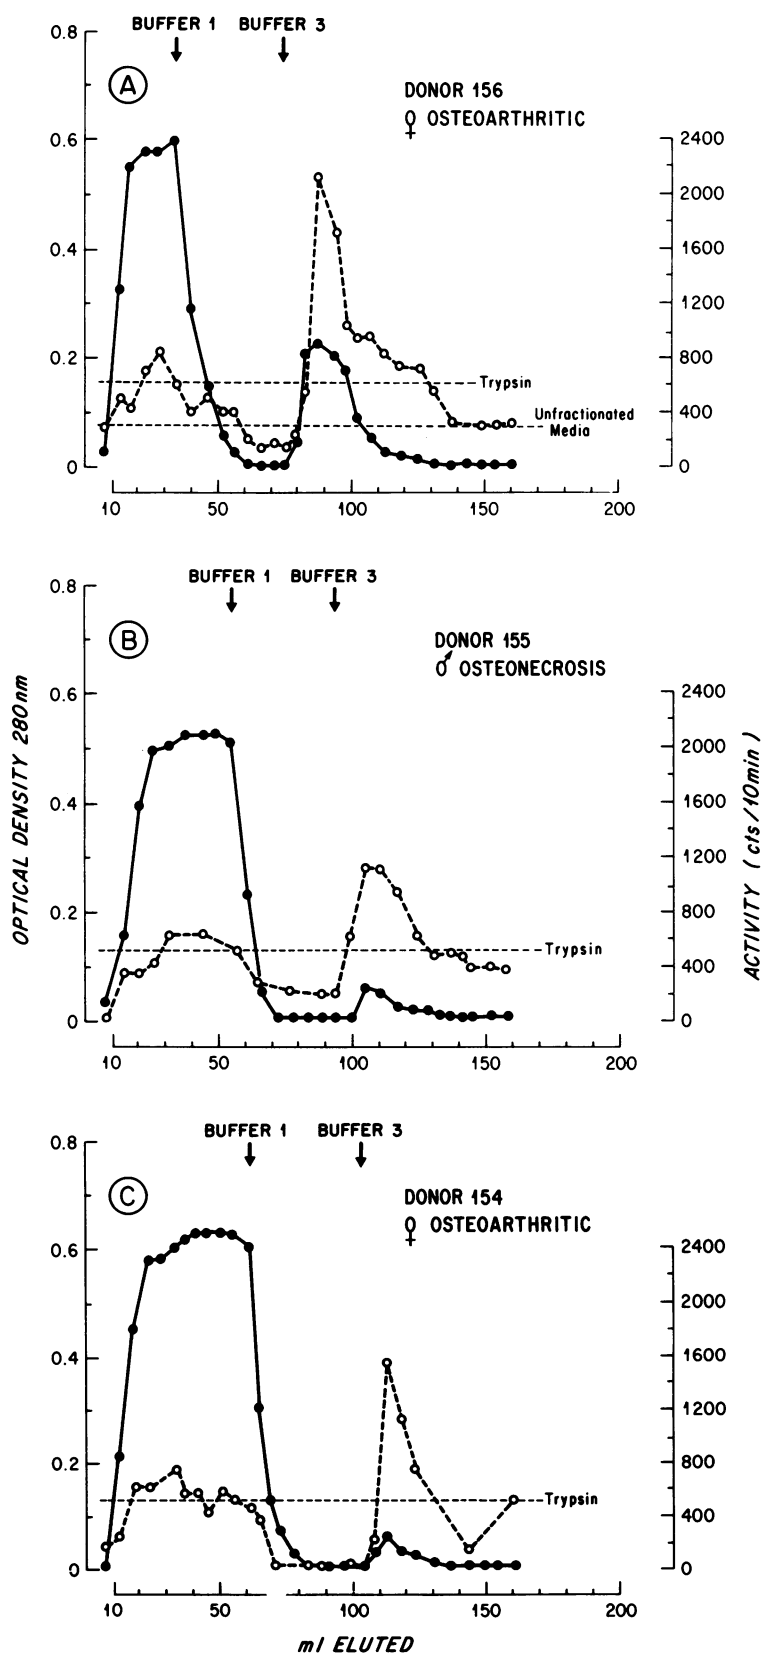 BUFFER 1 BUFFER 3
0.8
A
DONOR 156
♀ OSTEOARTHRITIC
0.6 2400
2000
0.4 1600
1200
0.2 800
Trypsin
Unfractionated
400
Media
0 0
10 50 100 150 200
BUFFER 1 BUFFER 3
0.8
B
DONOR 155
♂ OSTEONECROSIS
0.6 2400
2000
0.4 1600
1200
0.2 800
Trypsin
400
0 0
10 50 100 150 200
OPTICAL DENSITY 280nm
ACTIVITY (cts/10min)
BUFFER 1 BUFFER 3
0.8
C
DONOR 154
♀ OSTEOARTHRITIC
0.6 2400
2000
0.4 1600
1200
0.2 800
Trypsin
400
0 0
10 50 100 150 200
ml ELUTED